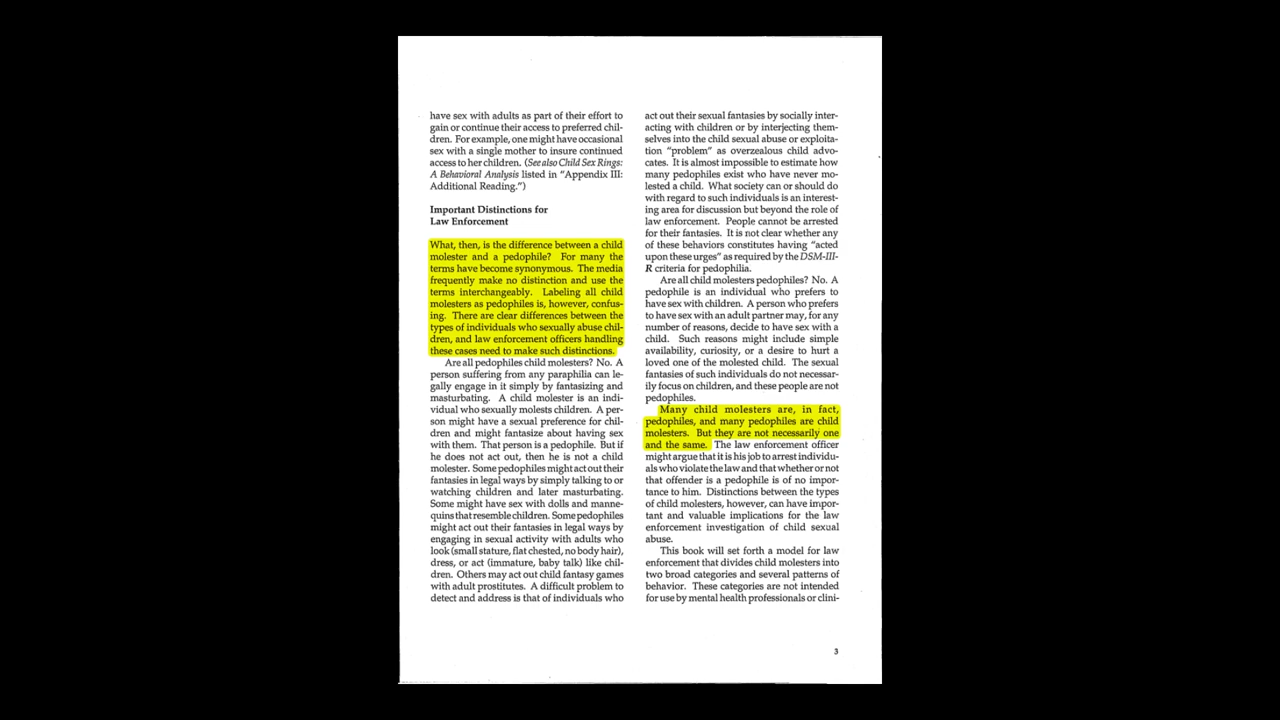 have sex with adults as part of their effort to
gain or continue their access to preferred chil-
dren. For example, one might have occasional
sex with a single mother to insure continued
access to her children. (See also Child Sex Rings:
A Behavioral Analysis listed in "Appendix III:
Additional Reading.")
Important Distinctions for
Law Enforcement
What, then, is the difference between a child
molester and a pedophile? For many the
terms have become synonymous. The media
frequently make no distinction and use the
terms interchangeably. Labeling all child
molesters as pedophiles is, however, confus-
ing. There are clear differences between the
types of individuals who sexually abuse chil-
dren, and law enforcement officers handling
these cases need to make such distinctions.
Are all pedophiles child molesters? No. A
person suffering from any paraphilia can le-
gally engage in it simply by fantasizing and
masturbating. A child molester is an indi-
vidual who sexually molests children. A per-
son might have a sexual preference for chil-
dren and might fantasize about having sex
with them. That person is a pedophile. But if
he does not act out, then he is not a child
molester. Some pedophiles might act out their
fantasies in legal ways by simply talking to or
watching children and later masturbating.
Some might have sex with dolls and manne-
quins that resemble children. Some pedophiles
might act out their fantasies in legal ways by
engaging in sexual activity with adults who
look (small stature, flat chested, no body hair),
dress, or act (immature, baby talk) like chil-
dren. Others may act out child fantasy games
with adult prostitutes. A difficult problem to
detect and address is that of individuals who
act out their sexual fantasies by socially inter-
acting with children or by interjecting them-
selves into the child sexual abuse or exploita-
tion "problem" as overzealous child advo-
cates. It is almost impossible to estimate how
many pedophiles exist who have never mo-
lested a child. What society can or should do
with regard to such individuals is an interest-
ing area for discussion but beyond the role of
law enforcement. People cannot be arrested
for their fantasies. It is not clear whether any
of these behaviors constitutes having "acted
upon these urges" as required by the DSM-III-
R criteria for pedophilia.
Are all child molesters pedophiles? No. A
pedophile is an individual who prefers to
have sex with children. A person who prefers
to have sex with an adult partner may, for any
number of reasons, decide to have sex with a
child. Such reasons might include simple
availability, curiosity, or a desire to hurt a
loved one of the molested child. The sexual
fantasies of such individuals do not necessar-
ily focus on children, and these people are not
pedophiles.
Many child molesters are, in fact,
pedophiles, and many pedophiles are child
molesters. But they are not necessarily one
and the same. The law enforcement officer
might argue that it is his job to arrest individu-
als who violate the law and that whether or not
that offender is a pedophile is of no impor-
tance to him. Distinctions between the types
of child molesters, however, can have impor-
tant and valuable implications for the law
enforcement investigation of child sexual
abuse.
This book will set forth a model for law
enforcement that divides child molesters into
two broad categories and several patterns of
behavior. These categories are not intended
for use by mental health professionals or clini-
3